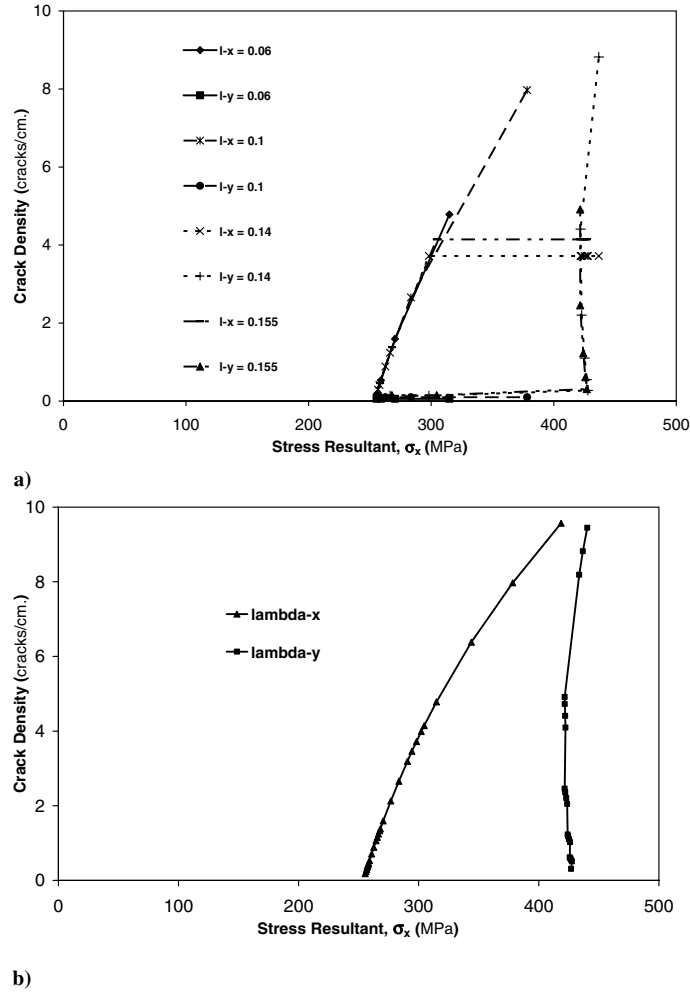 10
8
6
4
2
0
Crack Density (cracks/cm.)
l-x = 0.06
l-y = 0.06
l-x = 0.1
l-y = 0.1
l-x = 0.14
l-y = 0.14
l-x = 0.155
l-y = 0.155
0 100 200 300 400 500
Stress Resultant, σx (MPa)
a)
10
8
6
4
2
0
Crack Density (cracks/cm.)
lambda-x
lambda-y
0 100 200 300 400 500
Stress Resultant, σx (MPa)
b)